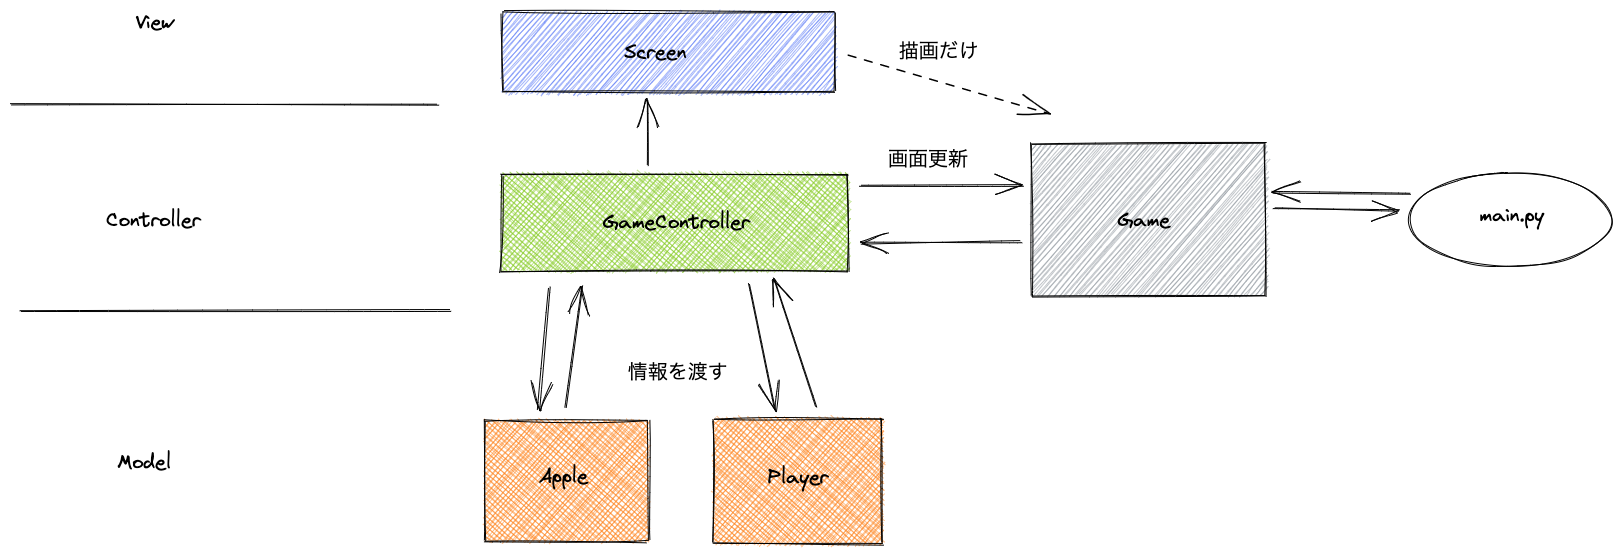 View
Screen
描画だけ
画面更新
Controller
GameController
Game
main.py
情報を渡す
Model
Apple
Player